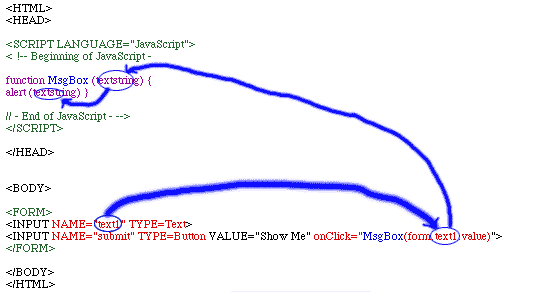 <HTML>
<HEAD>
<SCRIPT LANGUAGE="JavaScript">
< !-- Beginning of JavaScript -
function MsgBox (textstring) {
alert (textstring) }
// - End of JavaScript - -->
</SCRIPT>
</HEAD>
<BODY>
<FORM>
<INPUT NAME="text1" TYPE=Text>
<INPUT NAME="submit" TYPE=Button VALUE="Show Me" onClick="MsgBox(form.text1.value)">
</FORM>
</BODY>
</HTML>